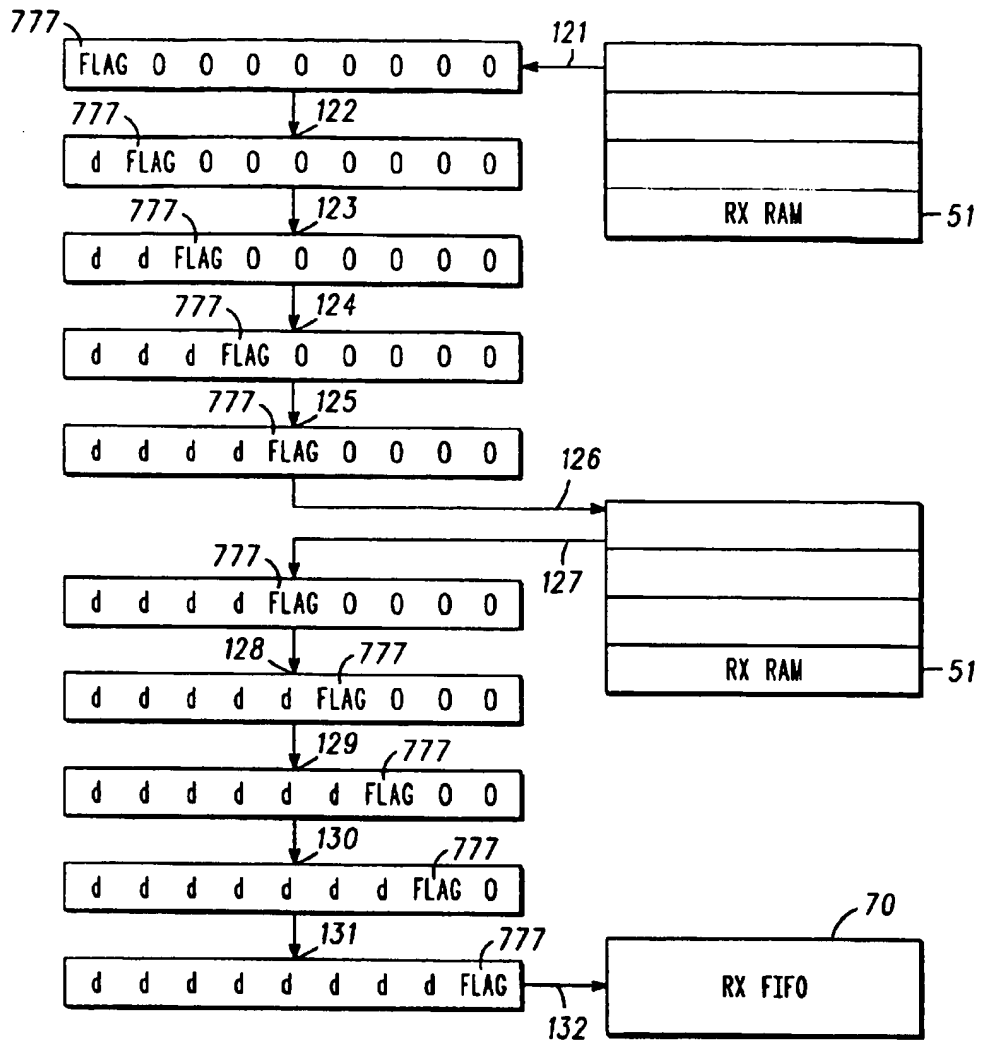 777
FLAG 0 0 0 0 0 0 0 0
121
122
777
d FLAG 0 0 0 0 0 0 0
RX RAM
51
123
777
d d FLAG 0 0 0 0 0 0
124
777
d d d FLAG 0 0 0 0 0
125
777
d d d d FLAG 0 0 0 0
126
127
777
d d d d FLAG 0 0 0 0
128
777
RX RAM
51
d d d d d FLAG 0 0 0
129
777
d d d d d d FLAG 0 0
130
777
d d d d d d d FLAG 0
131
777
70
d d d d d d d d FLAG
132
RX FIFO